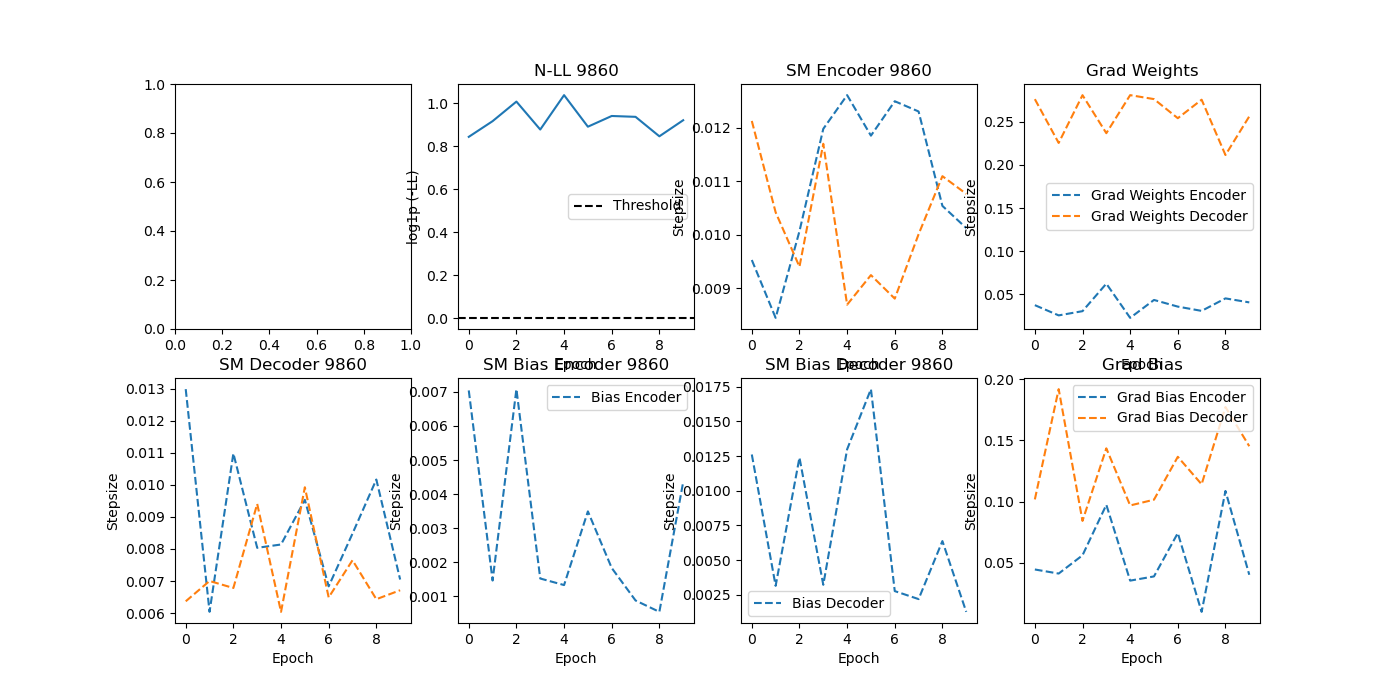 N-LL 9860
SM Encoder 9860
Grad Weights
1.0
0.8
0.6
0.4
0.2
0.0
0.0 0.2 0.4 0.6 0.8 1.0
log1p (-LL)
1.0
0.8
0.6
0.4
0.2
0.0
Threshold
0 2 4 6 8
Epoch
Stepsize
0.012
0.011
0.010
0.009
0 2 4 6 8
Epoch
Stepsize
0.25
0.20
0.15
0.10
0.05
Grad Weights Encoder
Grad Weights Decoder
0 2 4 6 8
Epoch
SM Decoder 9860
Stepsize
0.013
0.012
0.011
0.010
0.009
0.008
0.007
0.006
0 2 4 6 8
Epoch
SM Bias Encoder 9860
Stepsize
0.007
0.006
0.005
0.004
0.003
0.002
0.001
Bias Encoder
0 2 4 6 8
Epoch
SM Bias Decoder 9860
Stepsize
0.0175
0.0150
0.0125
0.0100
0.0075
0.0050
0.0025
Bias Decoder
0 2 4 6 8
Epoch
Grad Bias
Stepsize
0.20
0.15
0.10
0.05
Grad Bias Encoder
Grad Bias Decoder
0 2 4 6 8
Epoch